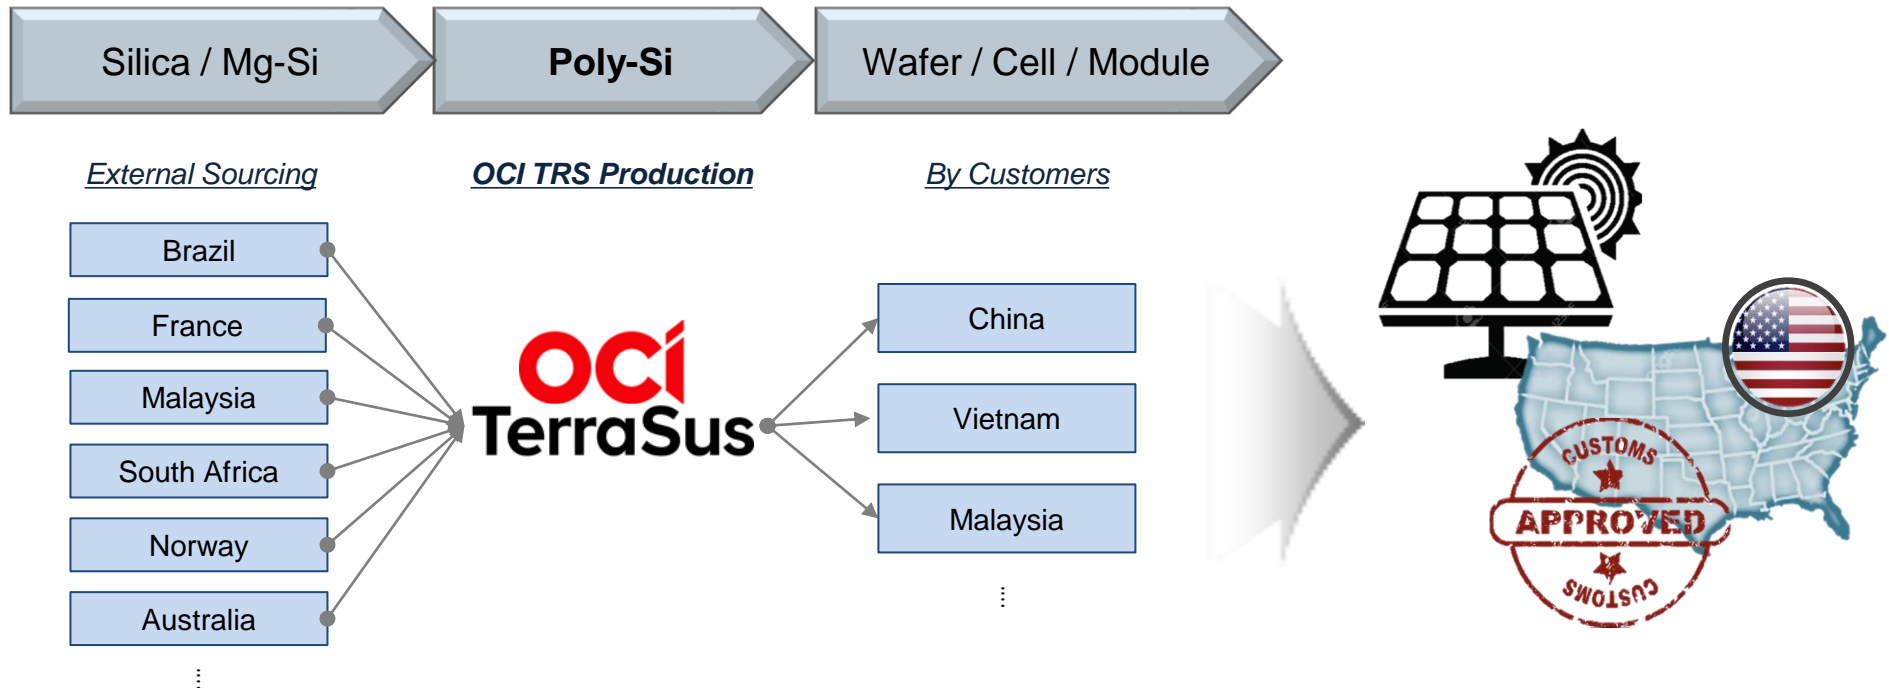 Silica / Mg-Si
Poly-Si
Wafer / Cell / Module
External Sourcing
OCI TRS Production
By Customers
Brazil
France
Malaysia
South Africa
Norway
Australia
OCI
TerraSus
China
Vietnam
Malaysia
CUSTOMS
APPROVED
CUSTOMS